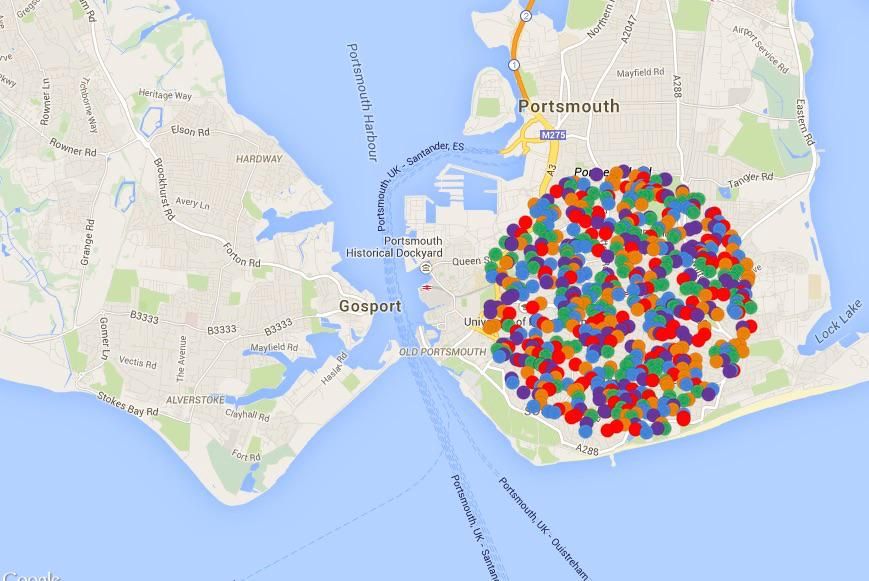 Rowner Ln
Ichborne Way
Heritage Way
Rowner Rd
Elson Rd
HARDWAY
Brockhurst Rd
Avery Ln
Grange Rd
Forton Rd
Gosport
B3333
B3333
B3333
Gomer Ln
The Avenue
Mayfield Rd
Vectis Rd
Haslar Rd
Stokes Bay Rd
ALVERSTOKE
Clayhall Rd
Fort Rd
Portsmouth Harbour
Portsmouth, UK - Santander, ES
Portsmouth
Historical Dockyard
Queen S
OLD PORTSMOUTH
2
1
Northern
A2047
Mayfield Rd
A288
Airport Service Rd
Eastern Rd
Portsmouth
M275
A3
Tangier Rd
Lock Lake
A288
Portsmouth, UK - Santan
Portsmouth, UK - Ouistreham
Google